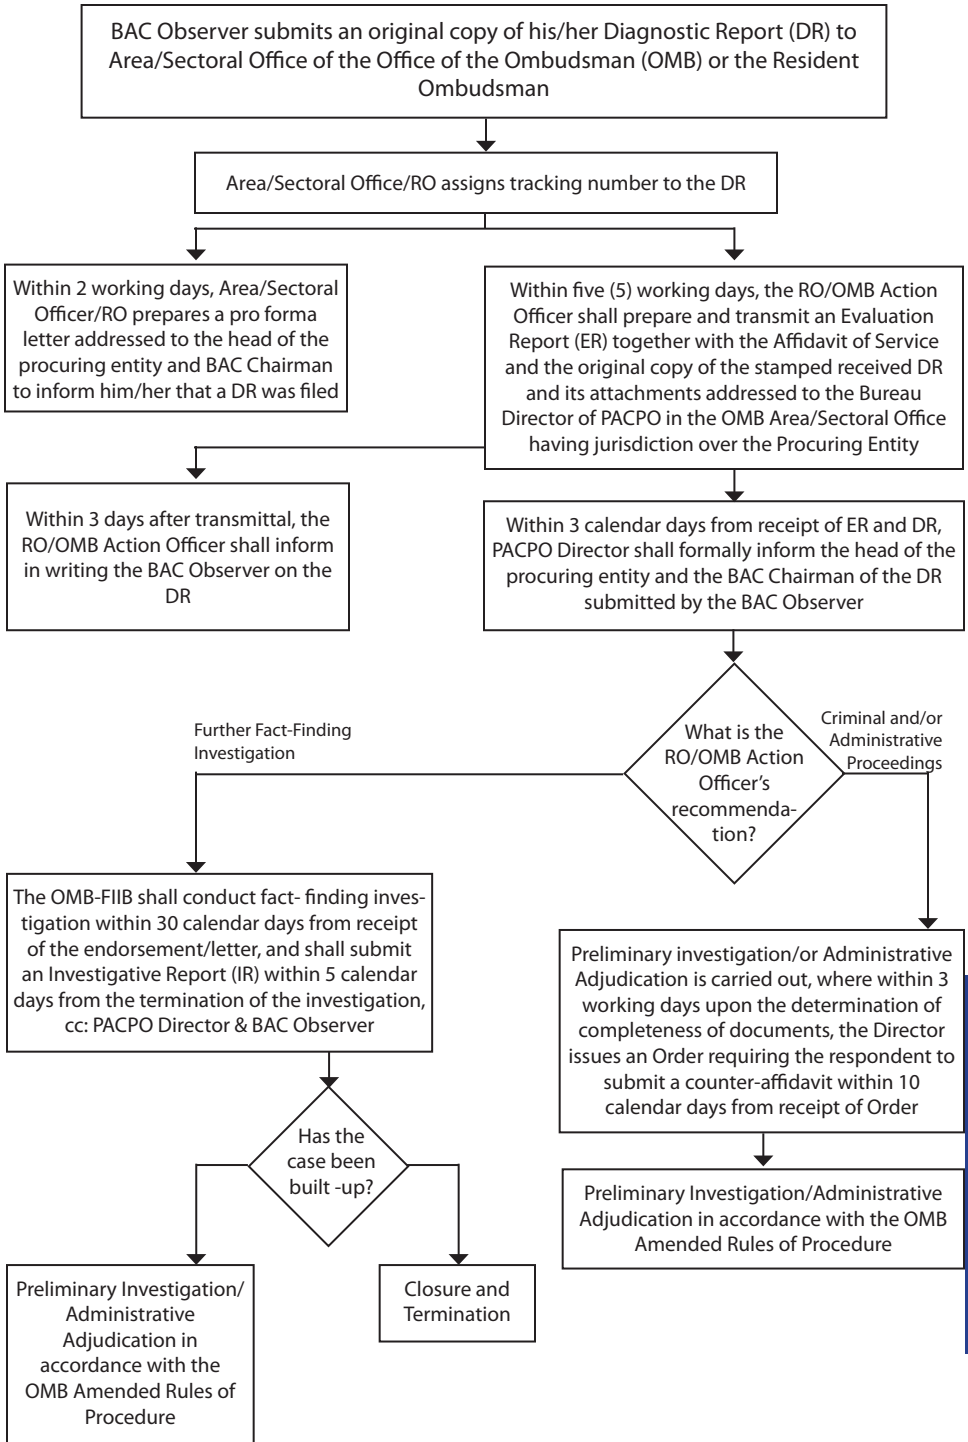 BAC Observer submits an original copy of his/her Diagnostic Report (DR) to
Area/Sectoral Office of the Office of the Ombudsman (OMB) or the Resident
Ombudsman
Area/Sectoral Office/RO assigns tracking number to the DR
Within 2 working days, Area/Sectoral
Officer/RO prepares a pro forma
letter addressed to the head of the
procuring entity and BAC Chairman
to inform him/her that a DR was filed
Within five (5) working days, the RO/OMB Action
Officer shall prepare and transmit an Evaluation
Report (ER) together with the Affidavit of Service
and the original copy of the stamped received DR
and its attachments addressed to the Bureau
Director of PACPO in the OMB Area/Sectoral Office
having jurisdiction over the Procuring Entity
Within 3 days after transmittal, the
RO/OMB Action Officer shall inform
in writing the BAC Observer on the
DR
Within 3 calendar days from receipt of ER and DR,
PACPO Director shall formally inform the head of the
procuring entity and the BAC Chairman of the DR
submitted by the BAC Observer
What is the
RO/OMB Action
Officer's
recommenda-
tion?
Further Fact-Finding
Investigation
Criminal and/or
Administrative
Proceedings
The OMB-FIIB shall conduct fact- finding inves-
tigation within 30 calendar days from receipt
of the endorsement/letter, and shall submit
an Investigative Report (IR) within 5 calendar
days from the termination of the investigation,
cc: PACPO Director & BAC Observer
Preliminary investigation/or Administrative
Adjudication is carried out, where within 3
working days upon the determination of
completeness of documents, the Director
issues an Order requiring the respondent to
submit a counter-affidavit within 10
calendar days from receipt of Order
Has the
case been
built -up?
Preliminary Investigation/Administrative
Adjudication in accordance with the OMB
Amended Rules of Procedure
Preliminary Investigation/
Administrative
Adjudication in
accordance with the
OMB Amended Rules of
Procedure
Closure and
Termination